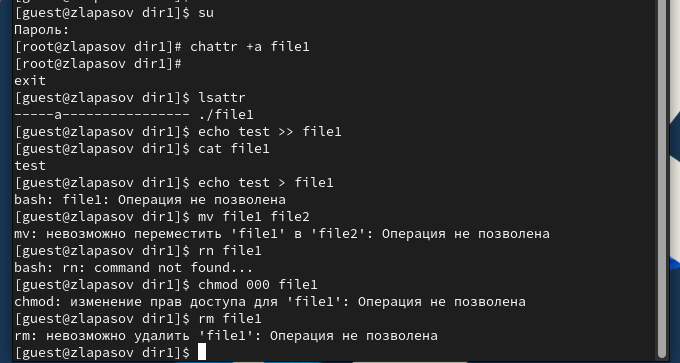 [guest@zlapasov dir1]$ su
Пароль:
[root@zlapasov dir1]# chattr +a file1
[root@zlapasov dir1]#
exit
[guest@zlapasov dir1]$ lsattr
-----a---------------- ./file1
[guest@zlapasov dir1]$ echo test >> file1
[guest@zlapasov dir1]$ cat file1
test
[guest@zlapasov dir1]$ echo test > file1
bash: file1: Операция не позволена
[guest@zlapasov dir1]$ mv file1 file2
mv: невозможно переместить 'file1' в 'file2': Операция не позволена
[guest@zlapasov dir1]$ rn file1
bash: rn: command not found...
[guest@zlapasov dir1]$ chmod 000 file1
chmod: изменение прав доступа для 'file1': Операция не позволена
[guest@zlapasov dir1]$ rm file1
rm: невозможно удалить 'file1': Операция не позволена
[guest@zlapasov dir1]$